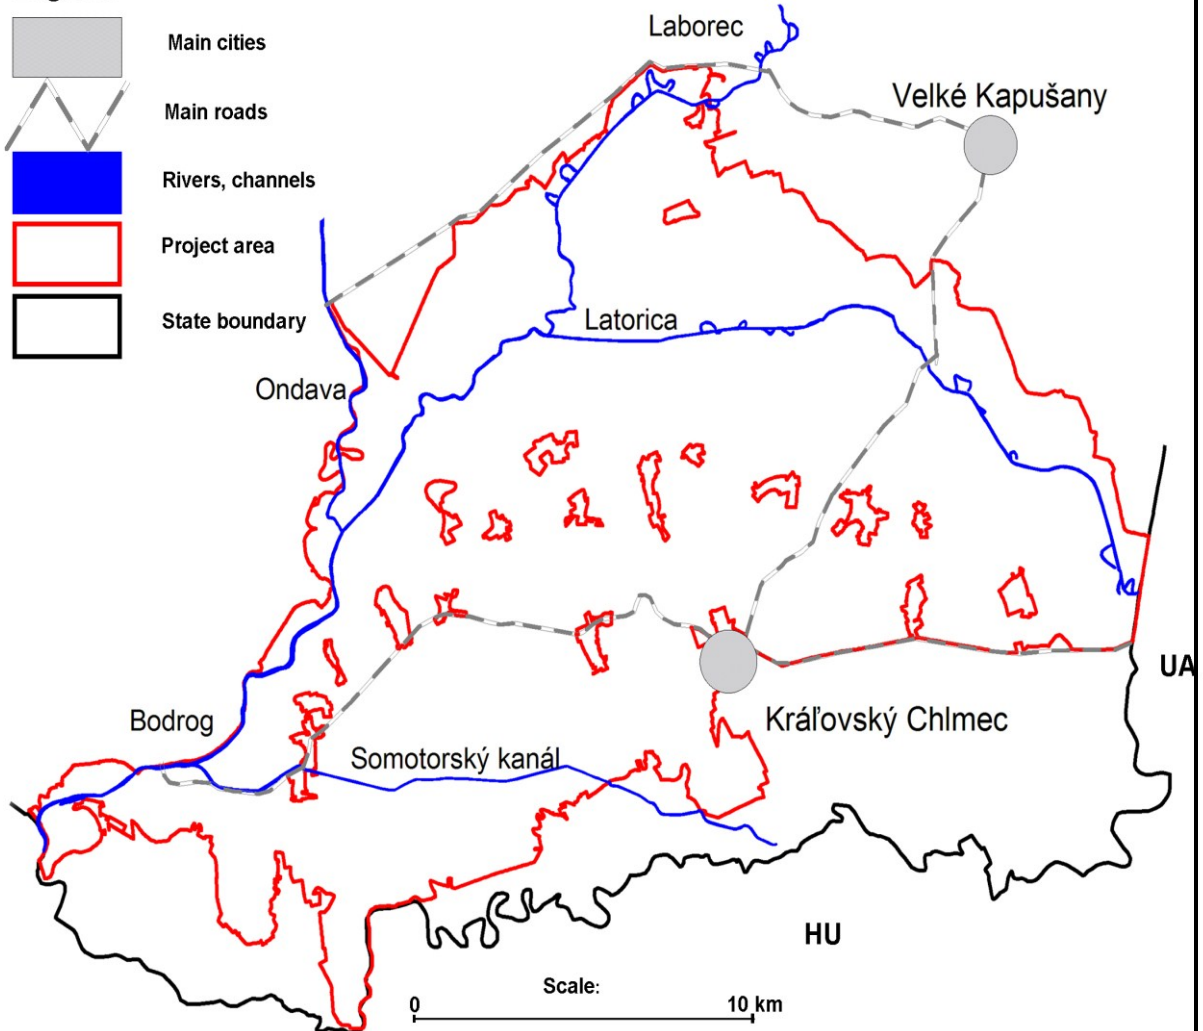 Main cities
Main roads
Rivers, channels
Project area
State boundary
Laborec
Velké Kapušany
Latorica
Ondava
UA
Kráľovský Chlmec
Bodrog
Somotorský kanál
HU
Scale:
0 10 km